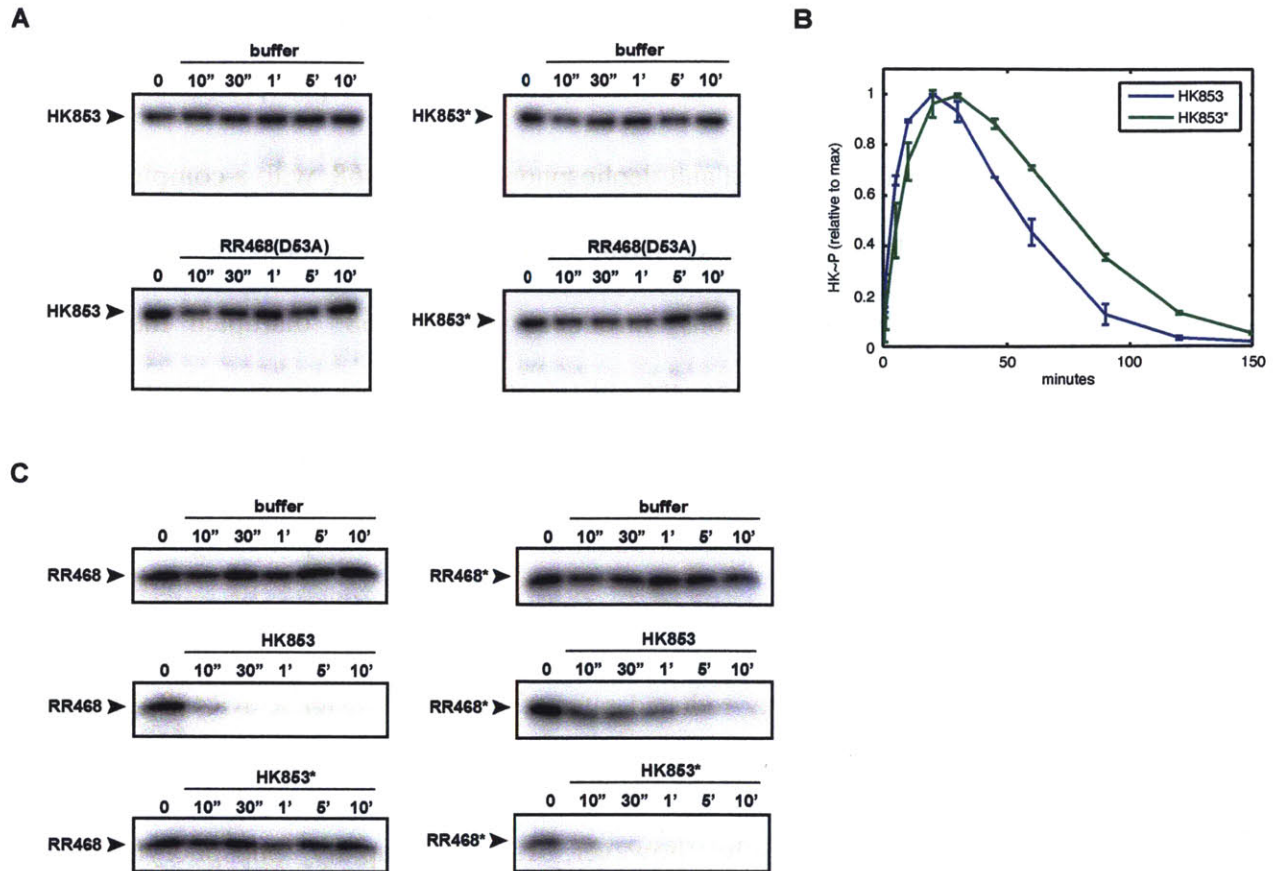 A
buffer
0 10” 30” 1’ 5’ 10’
HK853
buffer
0 10” 30” 1’ 5’ 10’
HK853*
RR468(D53A)
0 10” 30” 1’ 5’ 10’
HK853
RR468(D53A)
0 10” 30” 1’ 5’ 10’
HK853*
B
HK853
HK853*
HK~P (relative to max)
1
0.8
0.6
0.4
0.2
0
0 50 100 150
minutes
C
buffer
0 10” 30” 1’ 5’ 10’
RR468
buffer
0 10” 30” 1’ 5’ 10’
RR468*
HK853
0 10” 30” 1’ 5’ 10’
RR468
HK853
0 10” 30” 1’ 5’ 10’
RR468*
HK853*
0 10” 30” 1’ 5’ 10’
RR468
HK853*
0 10” 30” 1’ 5’ 10’
RR468*